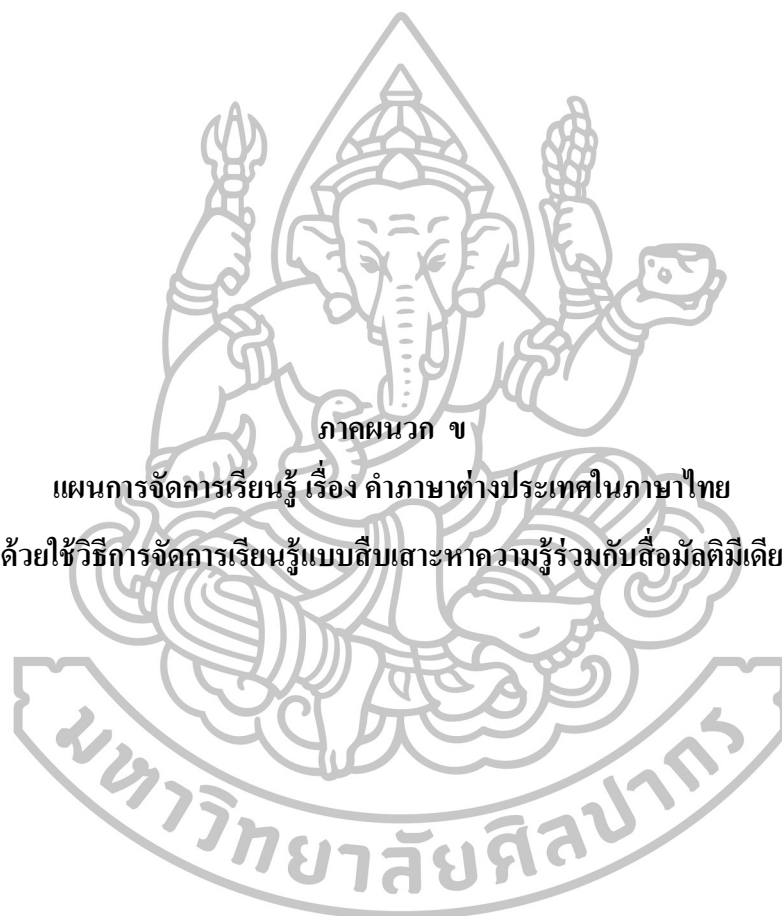 ภาคผนวก ข
แผนการจัดการเรียนรู้ เรื่อง คำภาษาต่างประเทศในภาษาไทย
ด้วยใช้วิธีการจัดการเรียนรู้แบบสืบเสาะหาความรู้ร่วมกับสื่อมัลติมีเดีย
มหาวิทยาลัยศิลปากร